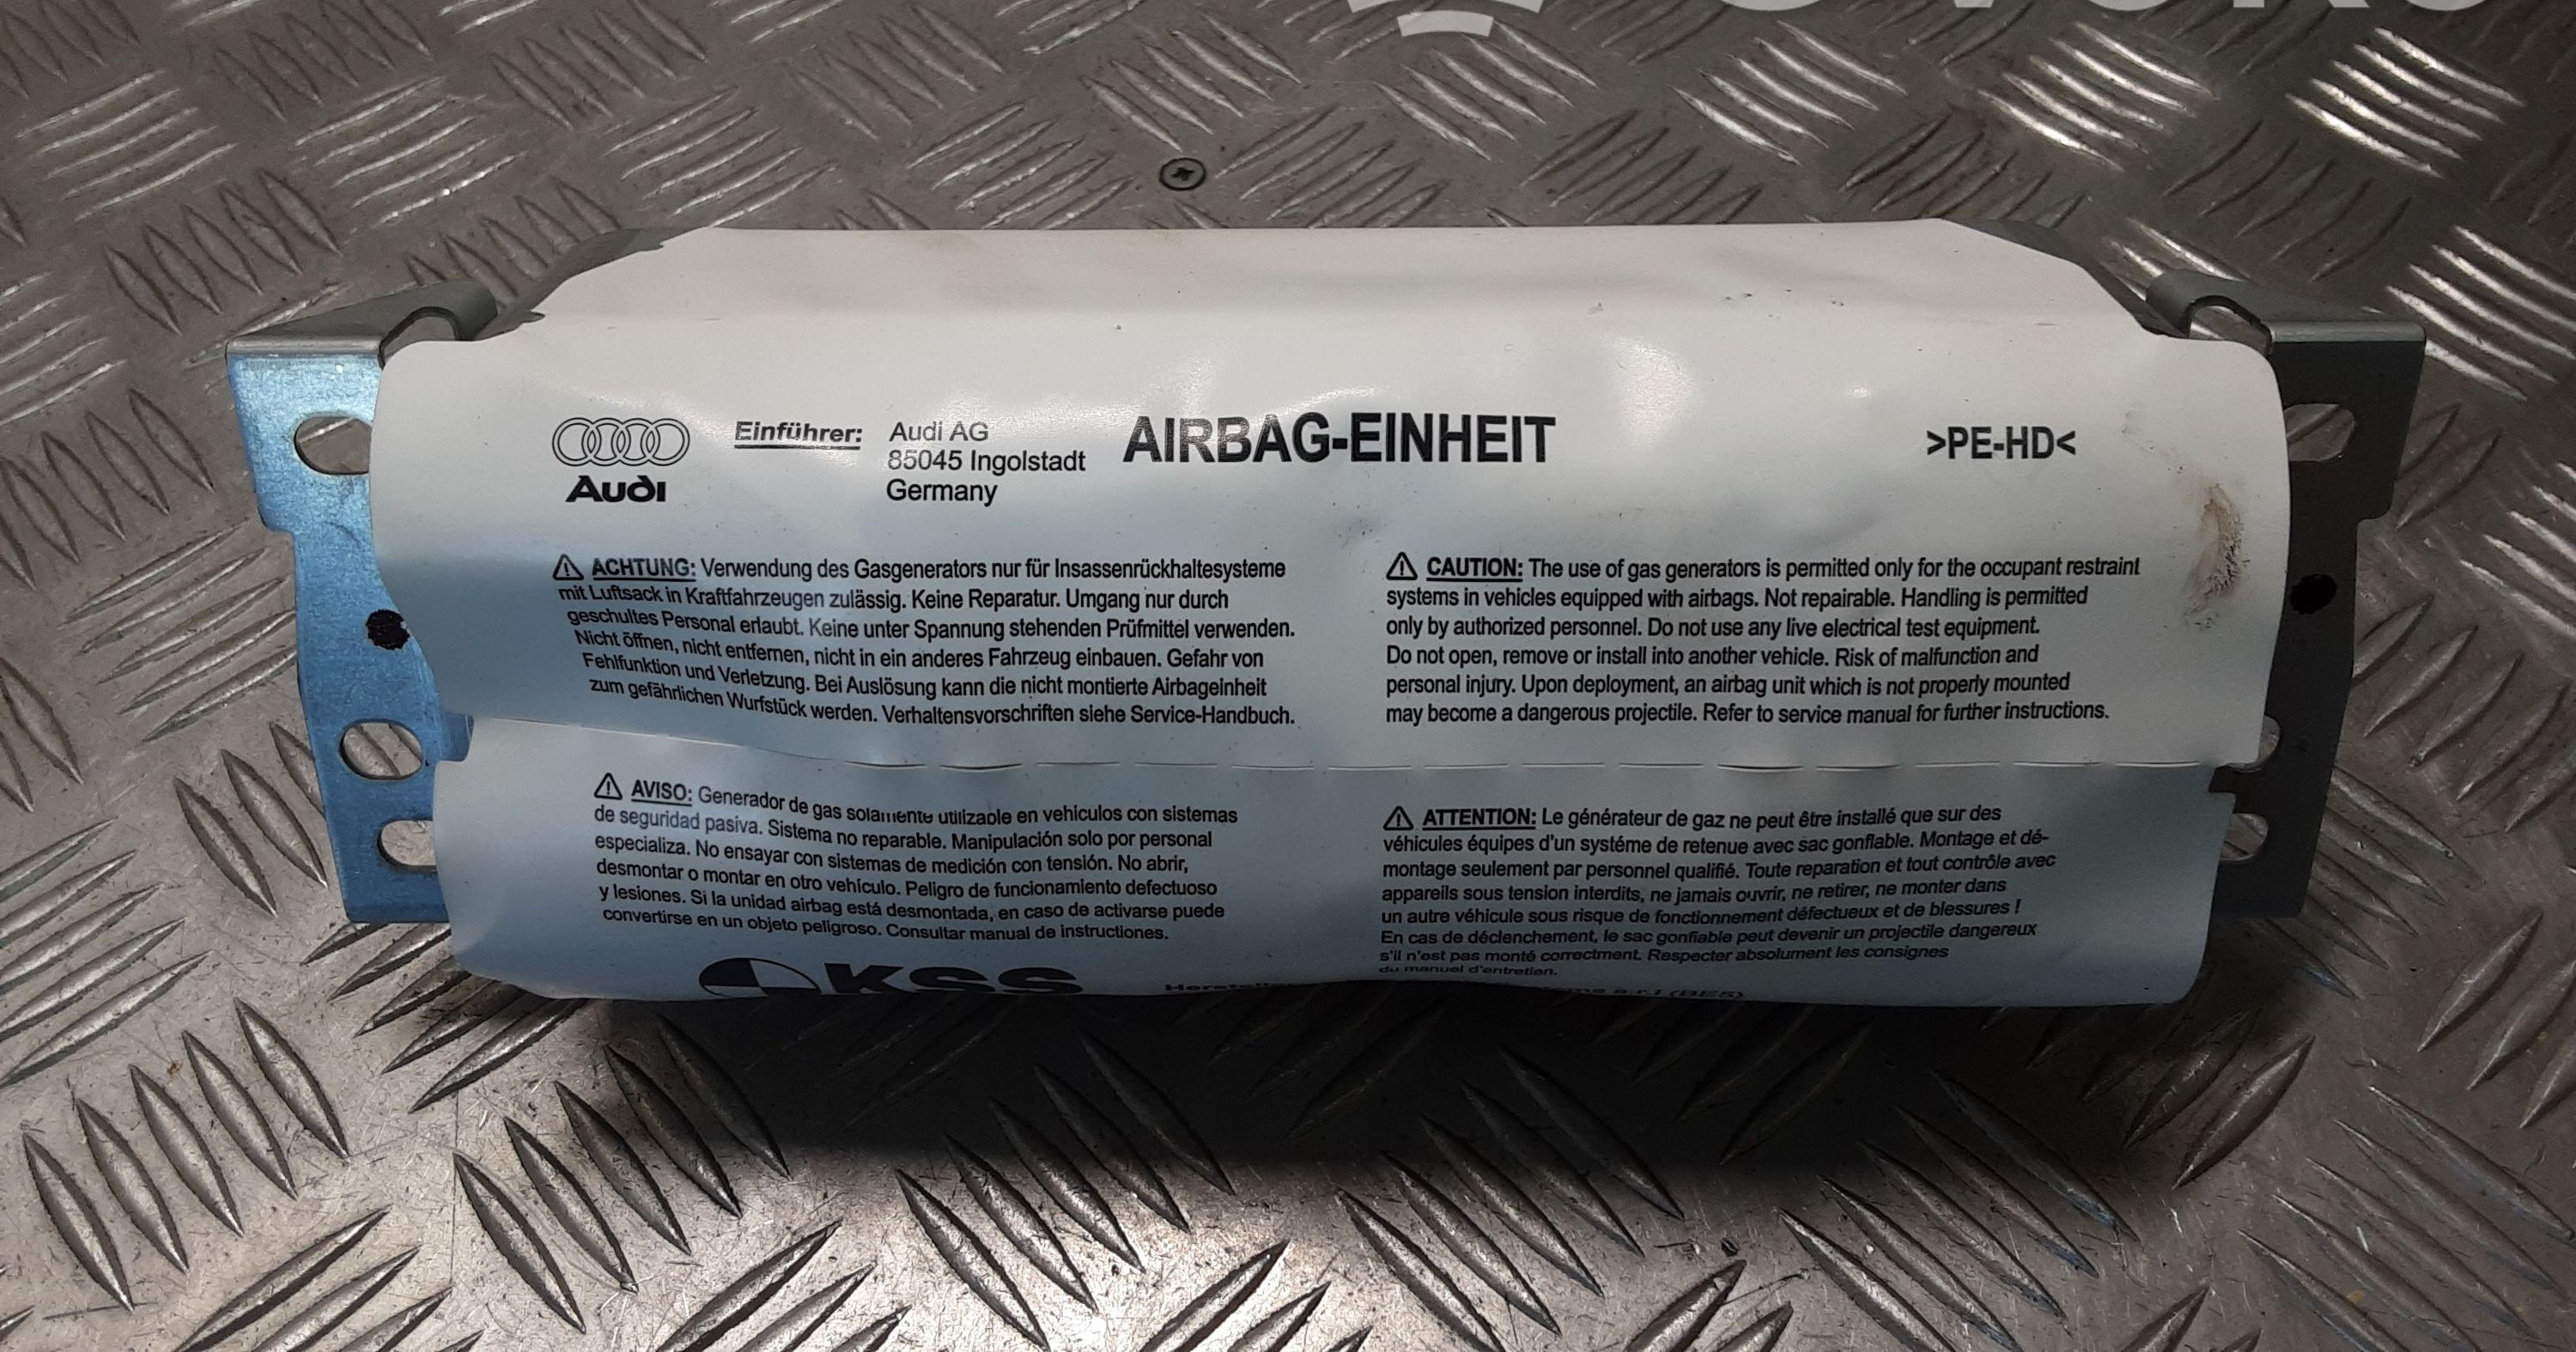 Audi
Einführer: Audi AG
85045 Ingolstadt
Germany
AIRBAG-EINHEIT
>PE-HD<
ACHTUNG: Verwendung des Gasgenerators nur für Insassenrückhaltesysteme
mit Luftsack in Kraftfahrzeugen zulässig. Keine Reparatur. Umgang nur durch
geschultes Personal erlaubt. Keine unter Spannung stehenden Prüfmittel verwenden.
Nicht öffnen, nicht entfernen, nicht in ein anderes Fahrzeug einbauen. Gefahr von
Fehlfunktion und Verletzung. Bei Auslösung kann die nicht montierte Airbageinheit
zum gefährlichen Wurfstück werden. Verhaltensvorschriften siehe Service-Handbuch.
CAUTION: The use of gas generators is permitted only for the occupant restraint
systems in vehicles equipped with airbags. Not repairable. Handling is permitted
only by authorized personnel. Do not use any live electrical test equipment.
Do not open, remove or install into another vehicle. Risk of malfunction and
personal injury. Upon deployment, an airbag unit which is not properly mounted
may become a dangerous projectile. Refer to service manual for further instructions.
AVISO: Generador de gas solamente utilizable en vehiculos con sistemas
de seguridad pasiva. Sistema no reparable. Manipulación solo por personal
especializa. No ensayar con sistemas de medición con tensión. No abrir,
desmontar o montar en otro vehículo. Peligro de funcionamiento defectuoso
y lesiones. Si la unidad airbag está desmontada, en caso de activarse puede
convertirse en un objeto peligroso. Consultar manual de instructiones.
ATTENTION: Le générateur de gaz ne peut être installé que sur des
véhicules équipes d'un systéme de retenue avec sac gonflable. Montage et dé-
montage seulement par personnel qualifié. Toute reparation et tout contrôle avec
appareils sous tension interdits, ne jamais ouvrir, ne retirer, ne monter dans
un autre véhicule sous risque de fonctionnement défectueux et de blessures !
En cas de déclenchement, le sac gonflable peut devenir un projectile dangereux
s'il n'est pas monté correctment. Respecter absolument les consignes
du manuel d'entretien.
KSS
s.r.l (BE5)